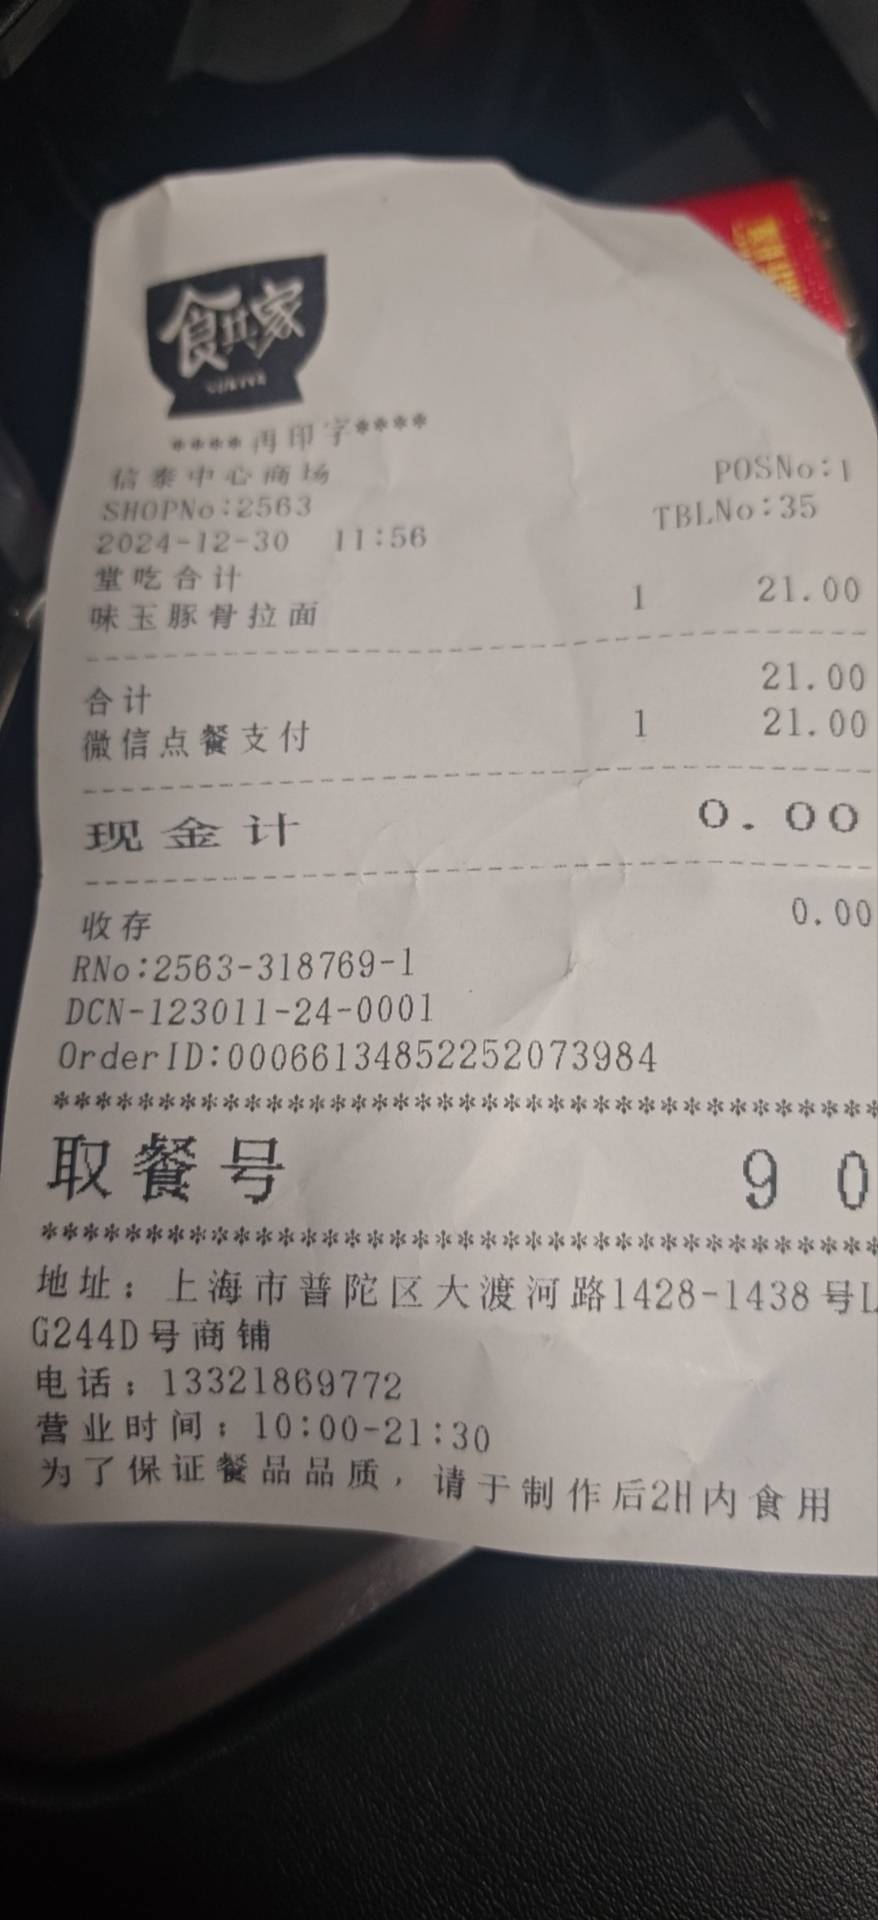 食其家
****再印字****
信泰中心商场 POSNo:1
SHOPNo:2563 TBLNo:35
2024-12-30 11:56
堂吃合计
味玉豚骨拉面 1 21.00
合计 21.00
微信点餐支付 1 21.00
现金计 0.00
收存 0.00
RNo:2563-318769-1
DCN-123011-24-0001
OrderID:00066134852252073984
******************************************
取餐号 90
******************************************
地址：上海市普陀区大渡河路1428-1438号L
G244D号商铺
电话：13321869772
营业时间：10:00-21:30
为了保证餐品品质，请于制作后2H内食用